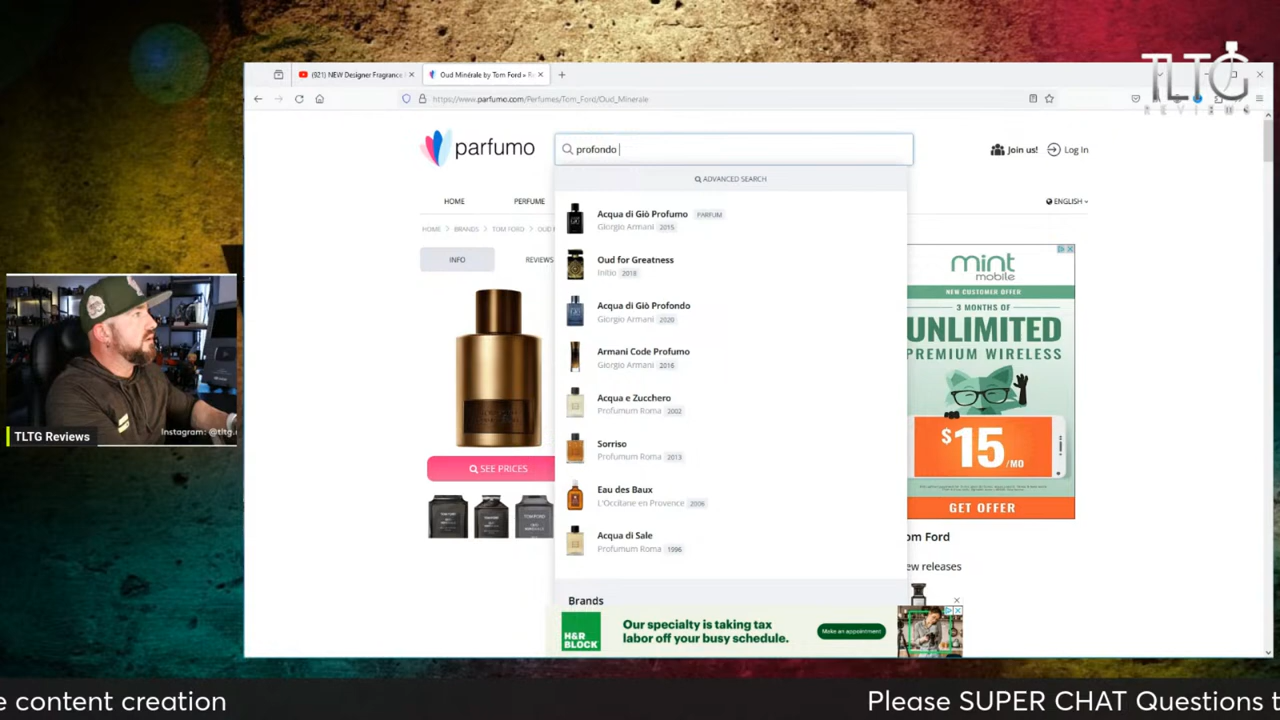 (921) NEW Designer Fragrance
Oud Minérale by Tom Ford
https://www.parfumo.com/Perfumes/Tom_Ford/Oud_Minerale
TLTG
REVIEWS
parfumo
profondo
Join us!
Log In
ADVANCED SEARCH
HOME
PERFUME
ENGLISH
HOME
BRANDS
TOM FORD
INFO
REVIEWS
Acqua di Giò Profumo PARFUM
Giorgio Armani 2015
Oud for Greatness
Initio 2018
Acqua di Giò Profondo
Giorgio Armani 2020
Armani Code Profumo
Giorgio Armani 2016
Acqua e Zucchero
Profumum Roma 2002
Sorriso
Profumum Roma 2013
Eau des Baux
L'Occitane en Provence 2006
Acqua di Sale
Profumum Roma 1996
Brands
SEE PRICES
mint
mobile
NEW CUSTOMER OFFER
3 MONTHS OF
UNLIMITED
PREMIUM WIRELESS
$15/MO
GET OFFER
om Ford
ew releases
H&R
BLOCK
Our specialty is taking tax
labor off your busy schedule.
Make an appointment
TLTG Reviews
Instagram: @tltg.
e content creation
Please SUPER CHAT Questions t